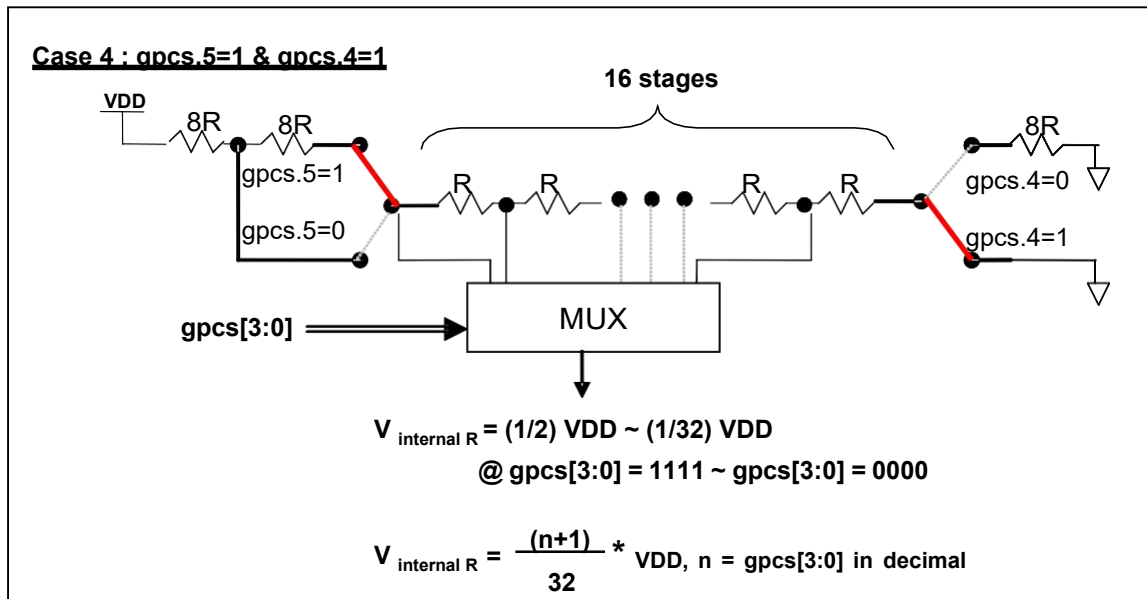 Case 4 : gpcs.5=1 & gpcs.4=1
16 stages
VDD
8R 8R 8R
gpcs.5=1
R R R R
gpcs.4=0
gpcs.5=0
gpcs.4=1
MUX
gpcs[3:0]
V internal R = (1/2) VDD ~ (1/32) VDD
@ gpcs[3:0] = 1111 ~ gpcs[3:0] = 0000
V internal R = (n+1) / 32 * VDD, n = gpcs[3:0] in decimal